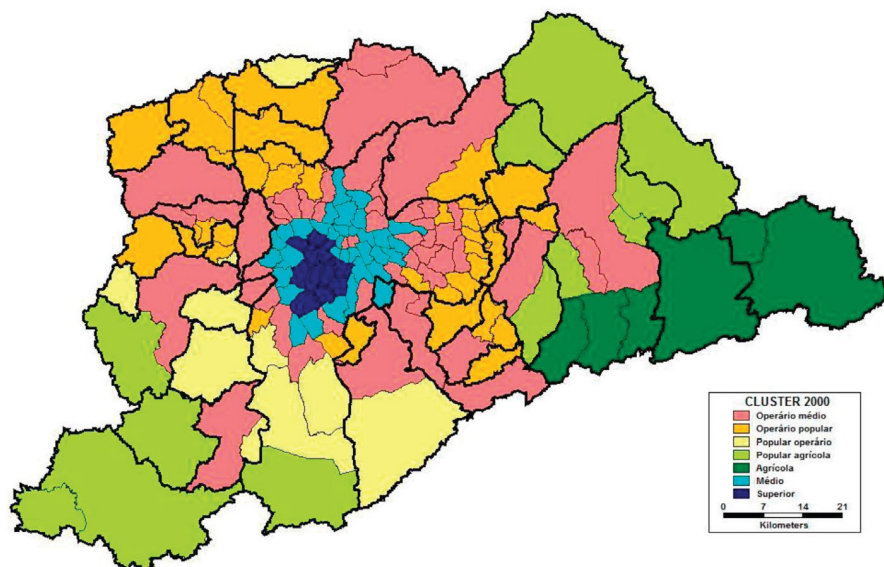 CLUSTER 2000
Operário médio
Operário popular
Popular operário
Popular agrícola
Agrícola
Médio
Superior
0 7 14 21
Kilometers